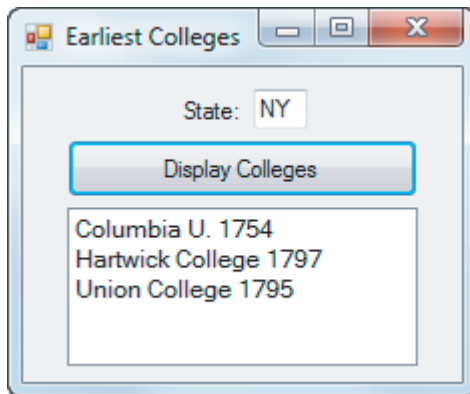 Earliest Colleges
State: NY
Display Colleges
Columbia U. 1754
Hartwick College 1797
Union College 1795